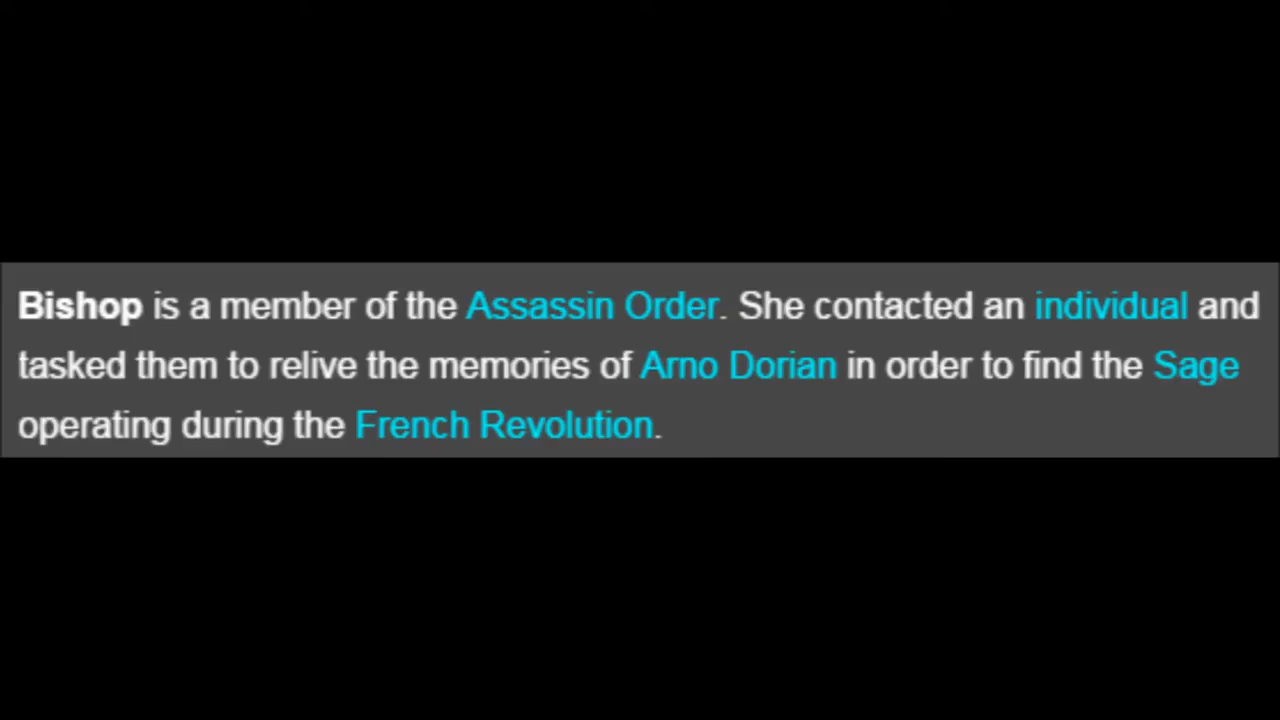 Bishop is a member of the Assassin Order. She contacted an individual and
tasked them to relive the memories of Arno Dorian in order to find the Sage
operating during the French Revolution.